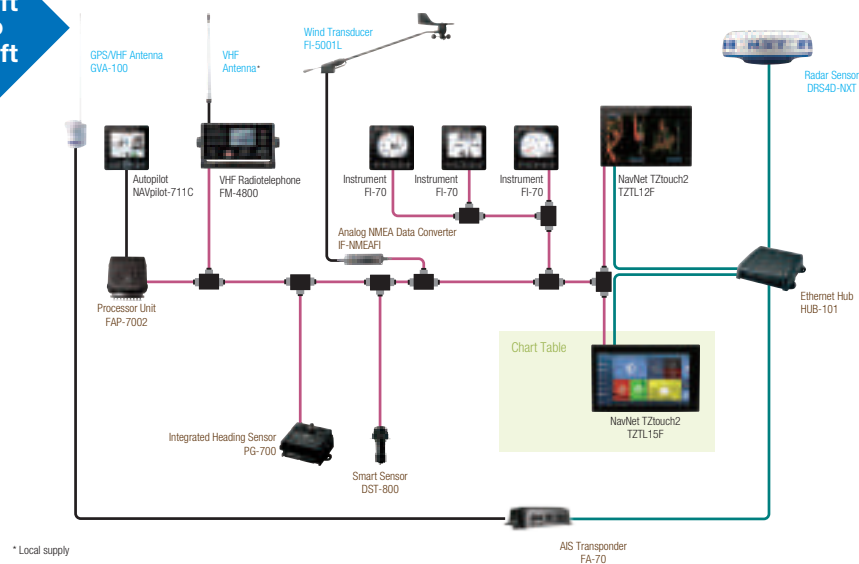 ft
ft
GPS/VHF Antenna
GVA-100
VHF
Antenna*
Wind Transducer
FI-5001L
Radar Sensor
DRS4D-NXT
Autopilot
NAVpilot-711C
VHF Radiotelephone
FM-4800
Instrument
FI-70
Instrument
FI-70
Instrument
FI-70
NavNet TZtouch2
TZTL12F
Analog NMEA Data Converter
IF-NMEAFI
Processor Unit
FAP-7002
Ethernet Hub
HUB-101
Chart Table
NavNet TZtouch2
TZTL15F
Integrated Heading Sensor
PG-700
Smart Sensor
DST-800
AIS Transponder
FA-70
* Local supply